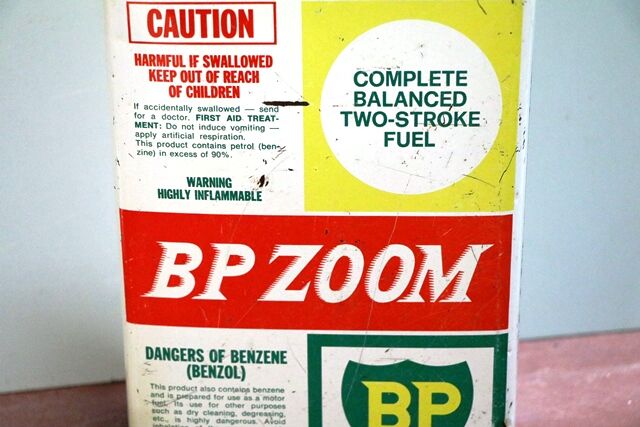 CAUTION
HARMFUL IF SWALLOWED
KEEP OUT OF REACH
OF CHILDREN
If accidentally swallowed — send
for a doctor. FIRST AID TREAT-
MENT: Do not induce vomiting —
apply artificial respiration.
This product contains petrol (ben-
zine) in excess of 90%.
WARNING
HIGHLY INFLAMMABLE
COMPLETE
BALANCED
TWO-STROKE
FUEL
BP ZOOM
DANGERS OF BENZENE
(BENZOL)
This product also contains benzene
and is prepared for use as a motor
fuel. Its use for other purposes
such as dry cleaning, degreasing,
etc., is highly dangerous. Avoid
BP